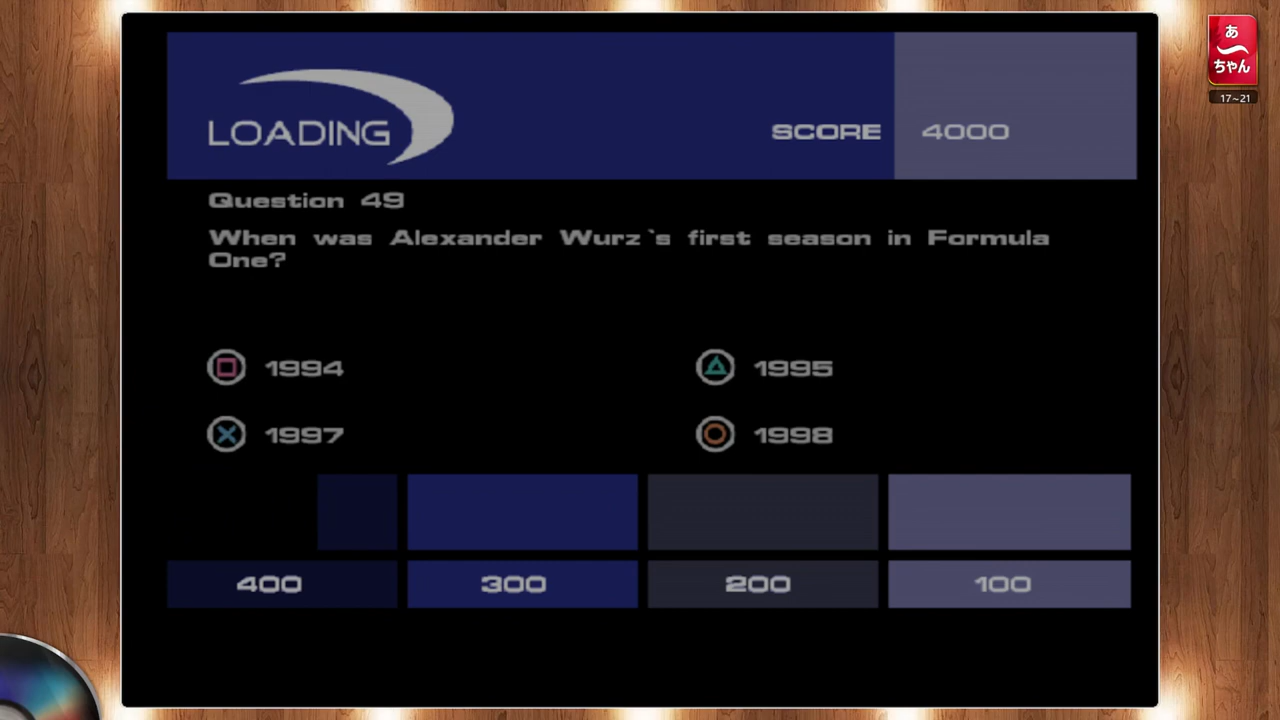 あーちゃん
17~21
LOADING
SCORE 4000
Question 49
When was Alexander Wurz`s first season in Formula
One?
1994
1995
1997
1998
400 300 200 100